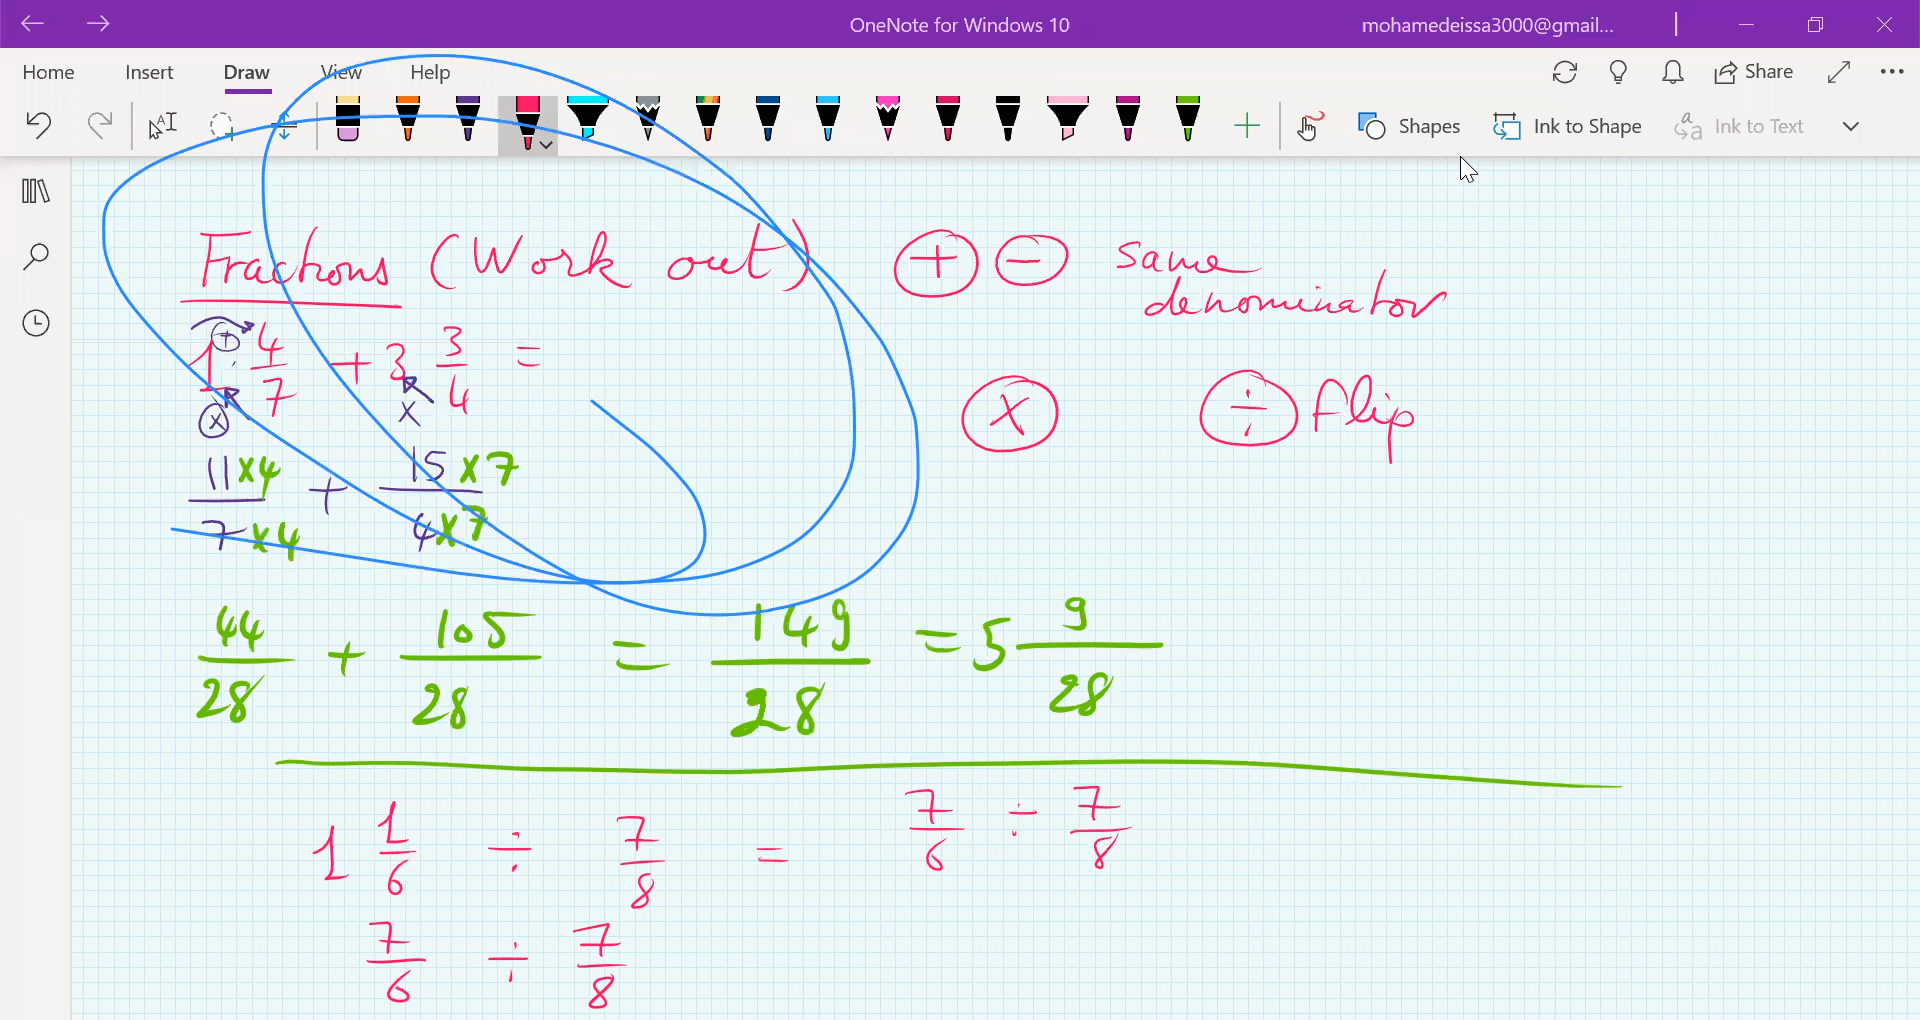 OneNote for Windows 10
mohamedeissa3000@gmail...
Home Insert Draw View Help
Share
Shapes Ink to Shape Ink to Text
Fractions (Work out) + − same
denominator
1 4/7 + 3 3/4 =
× ÷ flip
11×4/7×4 + 15×7/4×7
44/28 + 105/28 = 149/28 = 5 9/28
1 1/6 ÷ 7/8 = 7/6 ÷ 7/8
7/6 ÷ 7/8